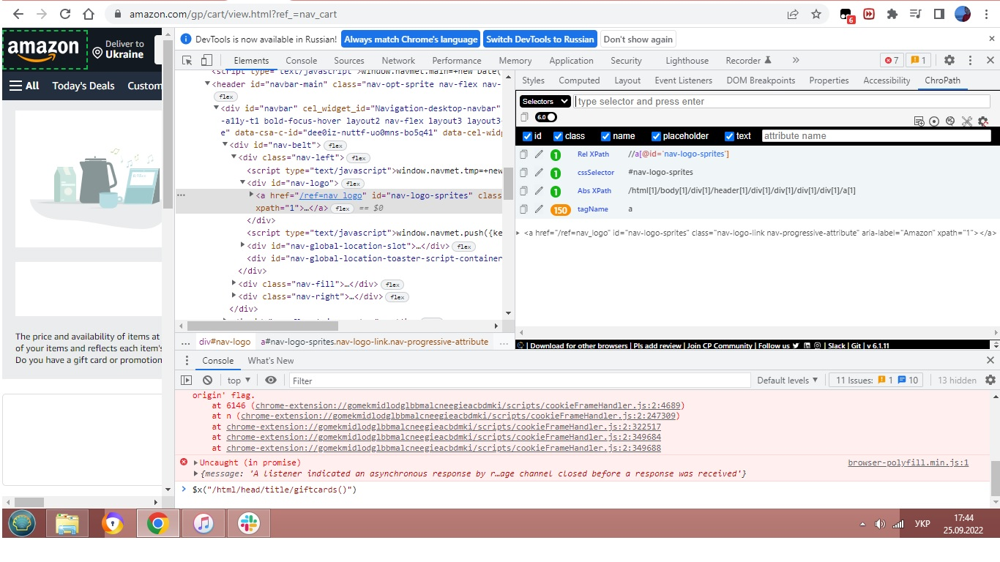 amazon.com/gp/cart/view.html?ref_=nav_cart
6
amazon
Deliver to
Ukraine
All Today's Deals Custom
The price and availability of items at
of your items and reflects each item's
Do you have a gift card or promotion
DevTools is now available in Russian! Always match Chrome's language Switch DevTools to Russian Don't show again
Elements Console Sources Network Performance Memory Application Security Lighthouse Recorder » 7 1
<script type="text/javascript">window.navmet.main=+new Date(
<header id="navbar-main" class="nav-opt-sprite nav-flex nav-
flex
<div id="navbar" cel_widget_id="Navigation-desktop-navbar"
-a11y-t1 bold-focus-hover layout2 nav-flex layout3 layout3-
e" data-csa-c-id="dee0iz-nuttf-uo0mns-bo5q41" data-cel-widg
<div id="nav-belt"> flex
<div class="nav-left"> flex
<script type="text/javascript">window.navmet.tmp=+new
<div id="nav-logo"> flex
<a href="/ref=nav_logo" id="nav-logo-sprites" class
xpath="1">…</a> flex == $0
</div>
<script type="text/javascript">window.navmet.push({ke
<div id="nav-global-location-slot">…</div> flex
<div id="nav-global-location-toaster-script-container
</div>
<div class="nav-fill">…</div> flex
<div class="nav-right">…</div> flex
</div>
... div#nav-logo a#nav-logo-sprites.nav-logo-link.nav-progressive-attribute ...
Styles Computed Layout Event Listeners DOM Breakpoints Properties Accessibility ChroPath
Selectors type selector and press enter
6.0
id class name placeholder text attribute name
1 Rel XPath //a[@id='nav-logo-sprites']
1 cssSelector #nav-logo-sprites
1 Abs XPath /html[1]/body[1]/div[1]/header[1]/div[1]/div[1]/div[1]/div[1]/a[1]
150 tagName a
<a href="/ref=nav_logo" id="nav-logo-sprites" class="nav-logo-link nav-progressive-attribute" aria-label="Amazon" xpath="1"></a>
| Download for other browsers | Pls add review | Join CP Community | Follow us | Slack | Git | v 6.1.11
Console What's New
top Filter Default levels 11 Issues: 1 10 13 hidden
origin' flag.
at 6146 (chrome-extension://gomekmidlodglbbmalcneegieacbdmki/scripts/cookieFrameHandler.js:2:4689)
at n (chrome-extension://gomekmidlodglbbmalcneegieacbdmki/scripts/cookieFrameHandler.js:2:247309)
at chrome-extension://gomekmidlodglbbmalcneegieacbdmki/scripts/cookieFrameHandler.js:2:322517
at chrome-extension://gomekmidlodglbbmalcneegieacbdmki/scripts/cookieFrameHandler.js:2:349684
at chrome-extension://gomekmidlodglbbmalcneegieacbdmki/scripts/cookieFrameHandler.js:2:349688
Uncaught (in promise) browser-polyfill.min.js:1
{message: 'A listener indicated an asynchronous response by r…age channel closed before a response was received'}
$x("/html/head/title/giftcards()")
УКР
17:44
25.09.2022